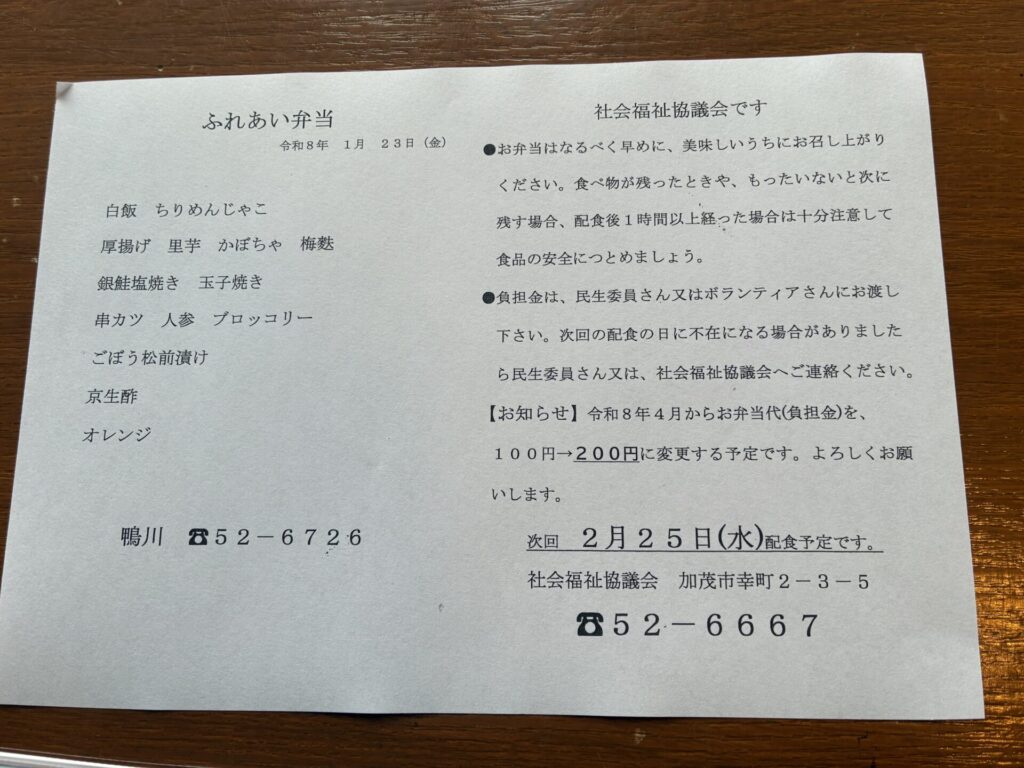 ふれあい弁当
令和８年　１月　２３日（金）
白飯　ちりめんじゃこ
厚揚げ　里芋　かぼちゃ　梅麩
銀鮭塩焼き　玉子焼き
串カツ　人参　ブロッコリー
ごぼう松前漬け
京生酢
オレンジ
鴨川　☎５２－６７２６
社会福祉協議会です
●お弁当はなるべく早めに、美味しいうちにお召し上がり
ください。食べ物が残ったときや、もったいないと次に
残す場合、配食後１時間以上経った場合は十分注意して
食品の安全につとめましょう。
●負担金は、民生委員さん又はボランティアさんにお渡し
下さい。次回の配食の日に不在になる場合がありました
ら民生委員さん又は、社会福祉協議会へご連絡ください。
【お知らせ】令和８年４月からお弁当代(負担金)を、
１００円→２００円に変更する予定です。よろしくお願
いします。
次回　２月２５日(水)配食予定です。
社会福祉協議会　加茂市幸町２－３－５
☎５２－６６６７